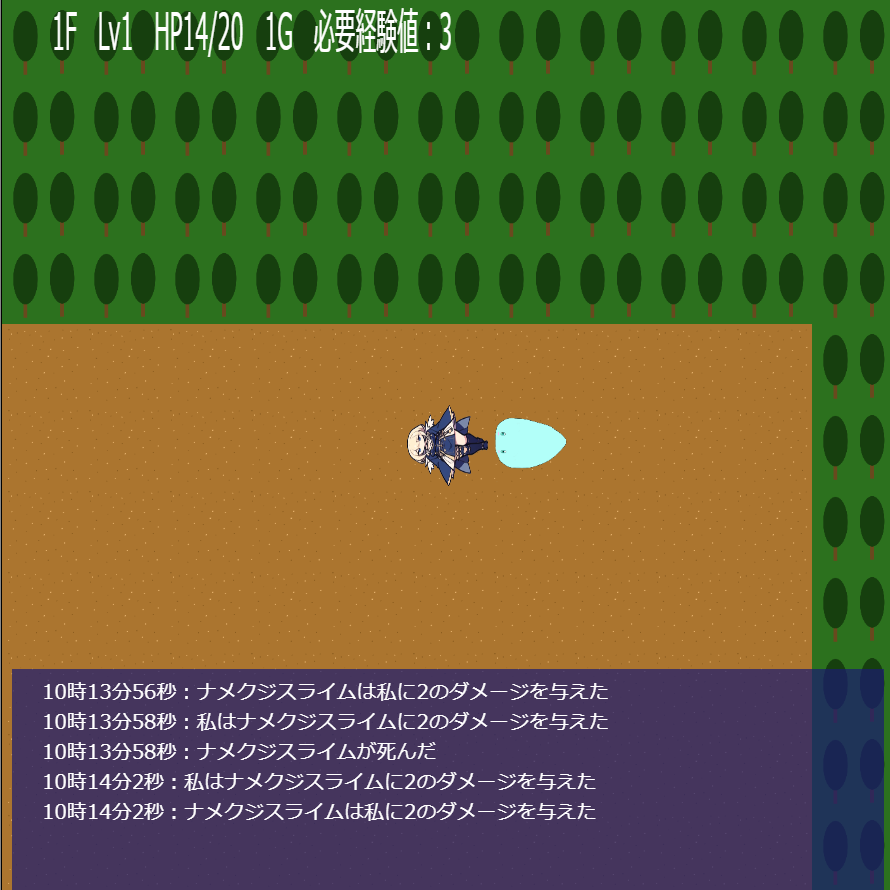 1F Lv1 HP14/20 1G 必要経験値：3
10時13分56秒：ナメクジスライムは私に2のダメージを与えた
10時13分58秒：私はナメクジスライムに2のダメージを与えた
10時13分58秒：ナメクジスライムが死んだ
10時14分2秒：私はナメクジスライムに2のダメージを与えた
10時14分2秒：ナメクジスライムは私に2のダメージを与えた